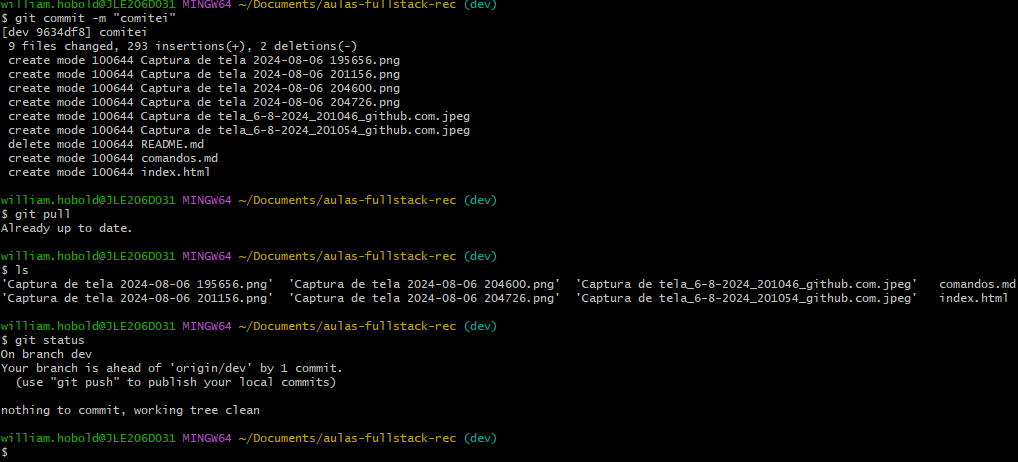 william.hobold@JLE206D031 MINGW64 ~/Documents/aulas-fullstack-rec (dev)
$ git commit -m "comitei"
[dev 9634df8] comitei
 9 files changed, 293 insertions(+), 2 deletions(-)
 create mode 100644 Captura de tela 2024-08-06 195656.png
 create mode 100644 Captura de tela 2024-08-06 201156.png
 create mode 100644 Captura de tela 2024-08-06 204600.png
 create mode 100644 Captura de tela 2024-08-06 204726.png
 create mode 100644 Captura de tela_6-8-2024_201046_github.com.jpeg
 create mode 100644 Captura de tela_6-8-2024_201054_github.com.jpeg
 delete mode 100644 README.md
 create mode 100644 comandos.md
 create mode 100644 index.html
william.hobold@JLE206D031 MINGW64 ~/Documents/aulas-fullstack-rec (dev)
$ git pull
Already up to date.
william.hobold@JLE206D031 MINGW64 ~/Documents/aulas-fullstack-rec (dev)
$ ls
'Captura de tela 2024-08-06 195656.png'  'Captura de tela 2024-08-06 204600.png'  'Captura de tela_6-8-2024_201046_github.com.jpeg'   comandos.md
'Captura de tela 2024-08-06 201156.png'  'Captura de tela 2024-08-06 204726.png'  'Captura de tela_6-8-2024_201054_github.com.jpeg'   index.html
william.hobold@JLE206D031 MINGW64 ~/Documents/aulas-fullstack-rec (dev)
$ git status
On branch dev
Your branch is ahead of 'origin/dev' by 1 commit.
  (use "git push" to publish your local commits)
nothing to commit, working tree clean
william.hobold@JLE206D031 MINGW64 ~/Documents/aulas-fullstack-rec (dev)
$